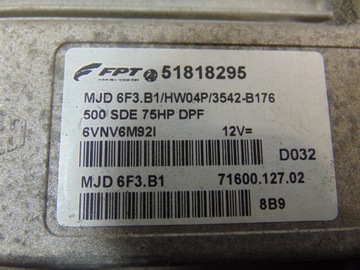 FPT 51818295
MJD 6F3.B1/HW04P/3542-B176
500 SDE 75HP DPF
6VNV6M92I 12V=
D032
MJD 6F3.B1 71600.127.02
8B9